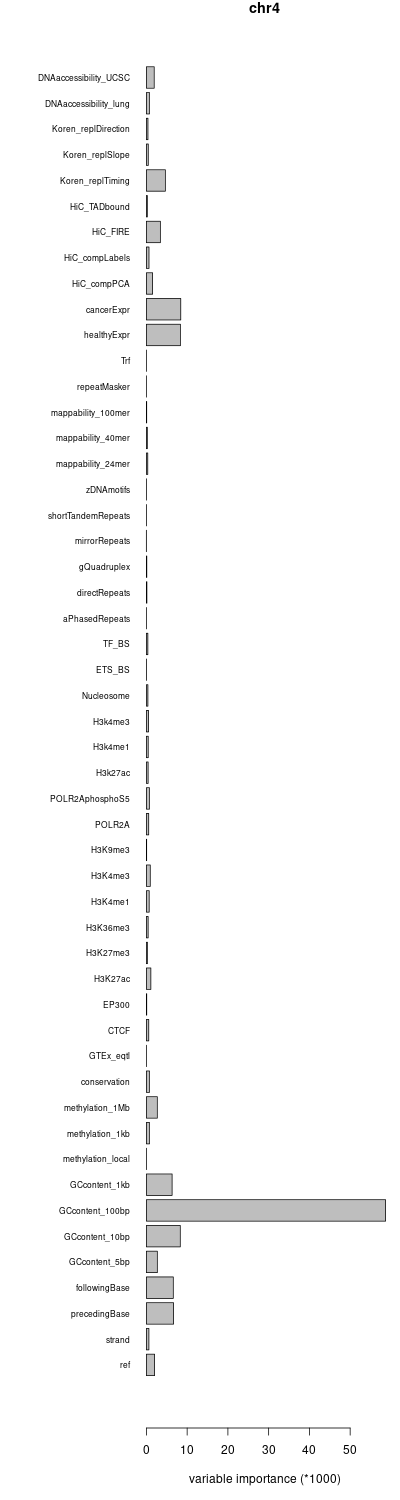 chr4
DNAaccessibility_UCSC
DNAaccessibility_lung
Koren_replDirection
Koren_replSlope
Koren_replTiming
HiC_TADbound
HiC_FIRE
HiC_compLabels
HiC_compPCA
cancerExpr
healthyExpr
Trf
repeatMasker
mappability_100mer
mappability_40mer
mappability_24mer
zDNAmotifs
shortTandemRepeats
mirrorRepeats
gQuadruplex
directRepeats
aPhasedRepeats
TF_BS
ETS_BS
Nucleosome
H3k4me3
H3k4me1
H3k27ac
POLR2AphosphoS5
POLR2A
H3K9me3
H3K4me3
H3K4me1
H3K36me3
H3K27me3
H3K27ac
EP300
CTCF
GTEx_eqtl
conservation
methylation_1Mb
methylation_1kb
methylation_local
GCcontent_1kb
GCcontent_100bp
GCcontent_10bp
GCcontent_5bp
followingBase
precedingBase
strand
ref
0 10 20 30 40 50
variable importance (*1000)